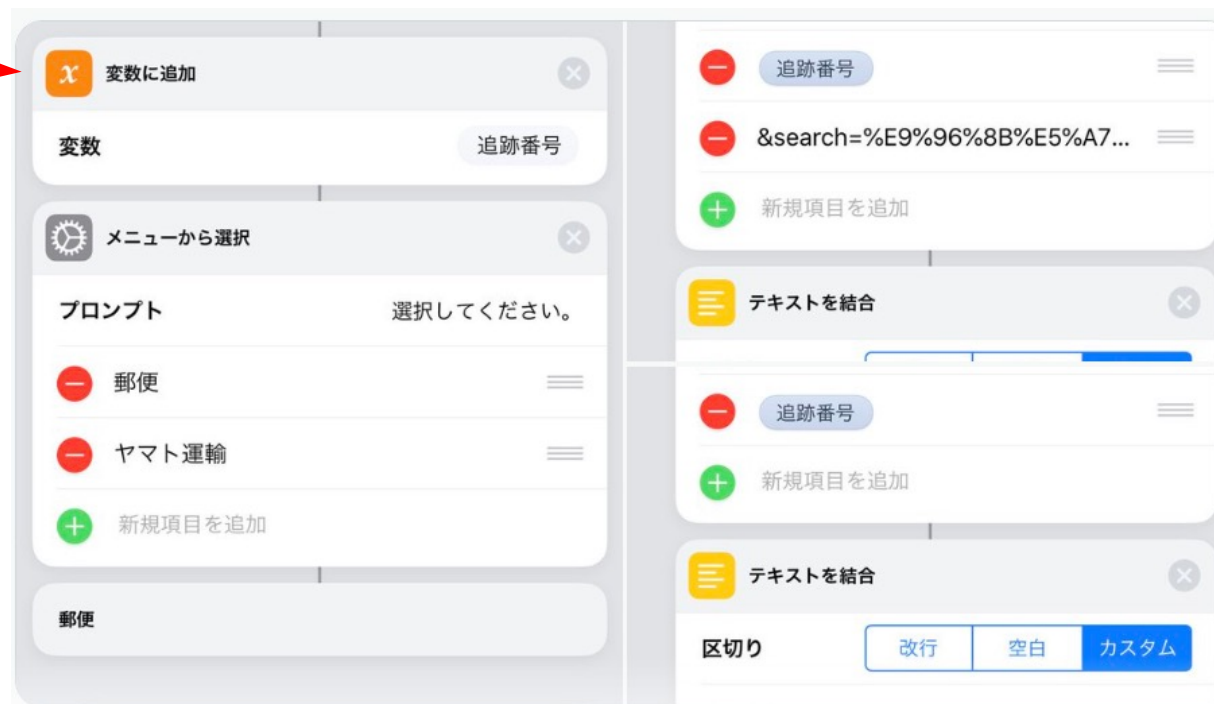 変数に追加
変数
追跡番号
メニューから選択
プロンプト
選択してください。
郵便
ヤマト運輸
新規項目を追加
郵便
追跡番号
&search=%E9%96%8B%E5%A7...
新規項目を追加
テキストを結合
追跡番号
新規項目を追加
テキストを結合
区切り
改行
空白
カスタム